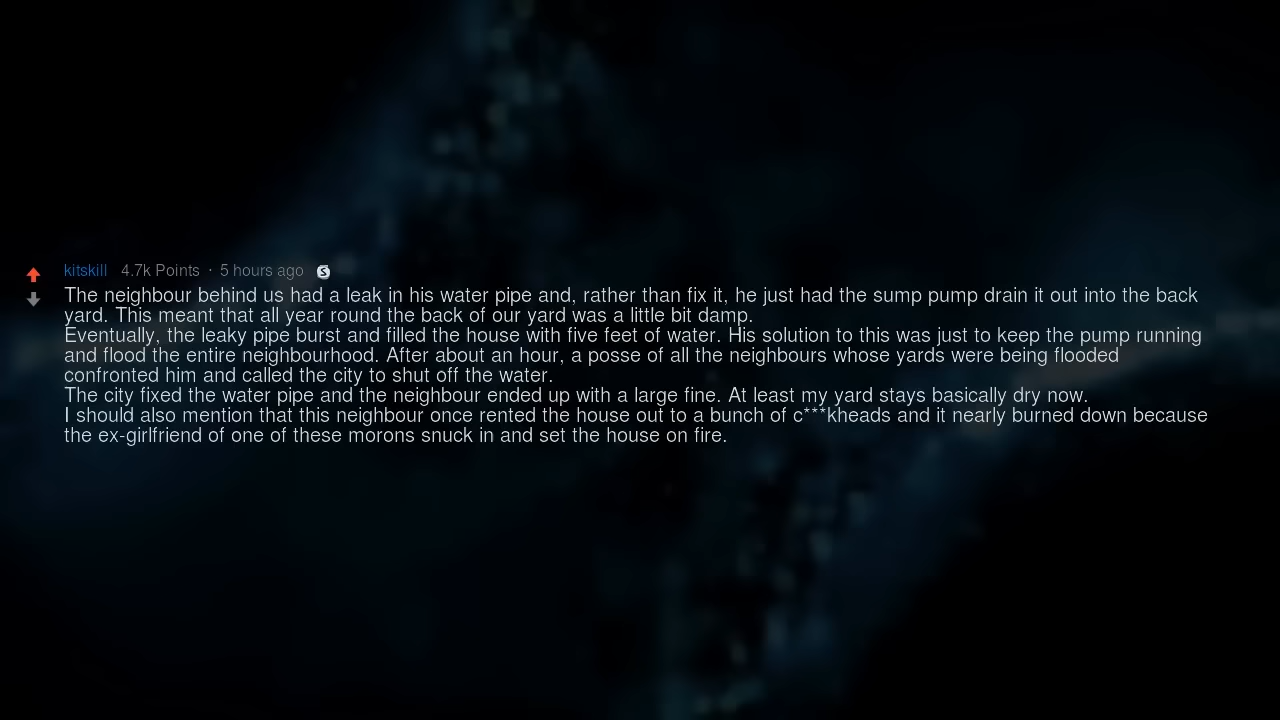 kitskill 4.7k Points · 5 hours ago S
The neighbour behind us had a leak in his water pipe and, rather than fix it, he just had the sump pump drain it out into the back
yard. This meant that all year round the back of our yard was a little bit damp.
Eventually, the leaky pipe burst and filled the house with five feet of water. His solution to this was just to keep the pump running
and flood the entire neighbourhood. After about an hour, a posse of all the neighbours whose yards were being flooded
confronted him and called the city to shut off the water.
The city fixed the water pipe and the neighbour ended up with a large fine. At least my yard stays basically dry now.
I should also mention that this neighbour once rented the house out to a bunch of c***kheads and it nearly burned down because
the ex-girlfriend of one of these morons snuck in and set the house on fire.